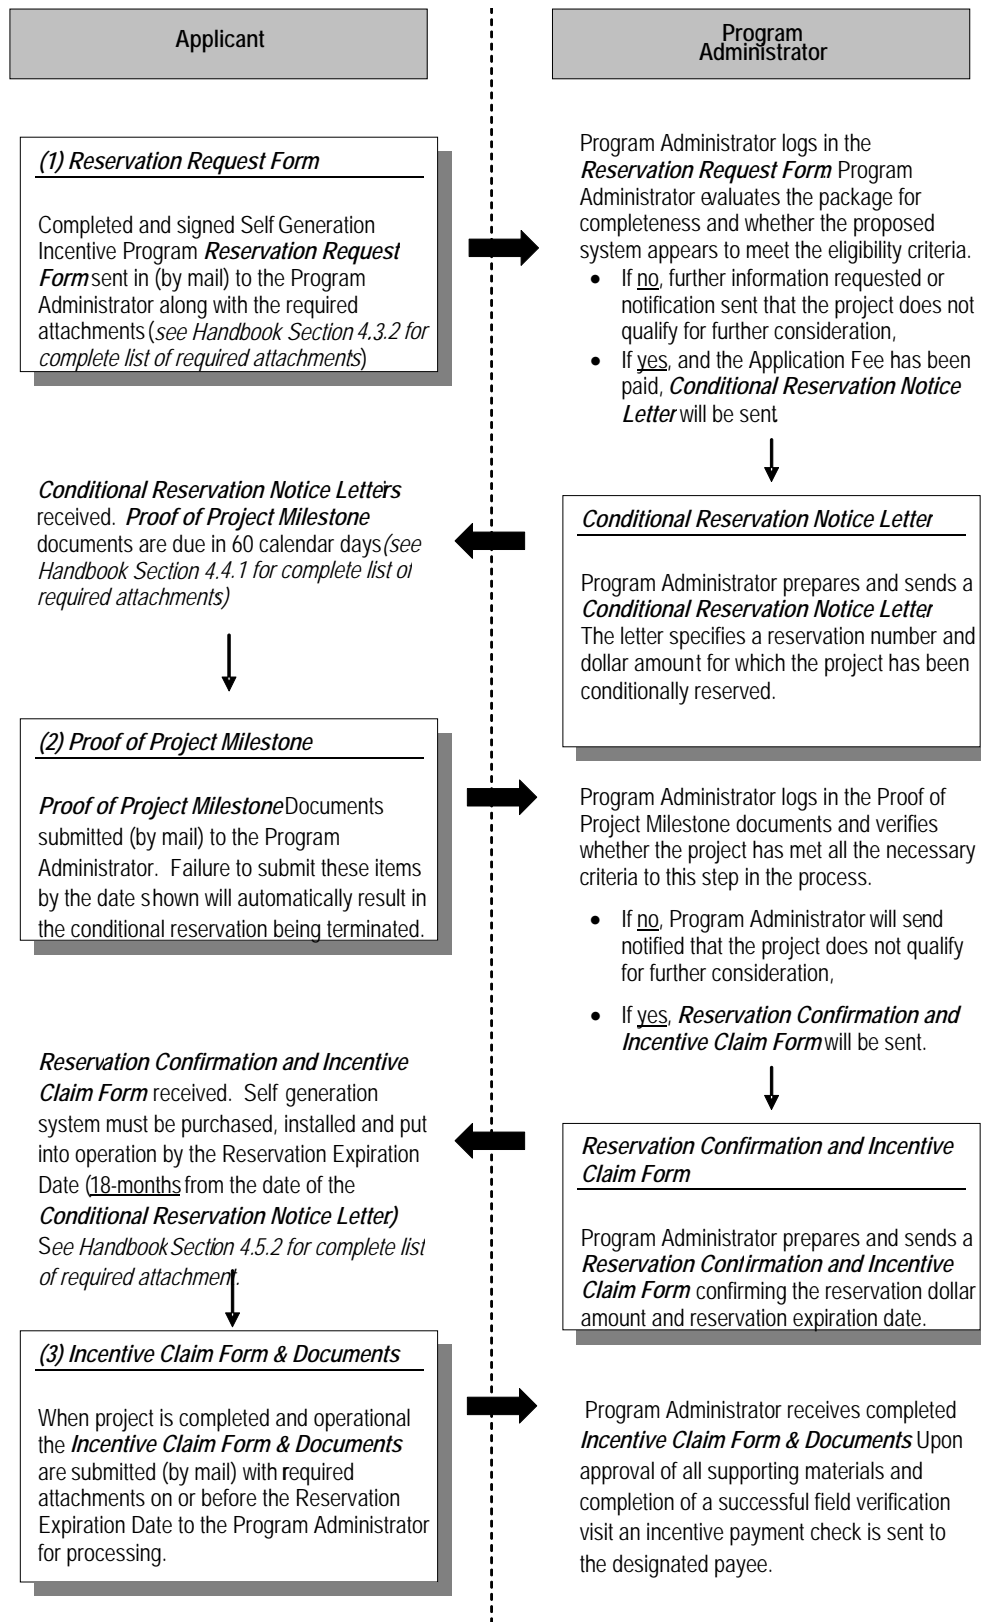 Applicant
Program
Administrator
(1) Reservation Request Form
Completed and signed Self Generation
Incentive Program Reservation Request
Form sent in (by mail) to the Program
Administrator along with the required
attachments (see Handbook Section 4.3.2 for
complete list of required attachments)
Program Administrator logs in the
Reservation Request Form Program
Administrator evaluates the package for
completeness and whether the proposed
system appears to meet the eligibility criteria.
• If no, further information requested or
notification sent that the project does not
qualify for further consideration,
• If yes, and the Application Fee has been
paid, Conditional Reservation Notice
Letter will be sent
Conditional Reservation Notice Letters
received. Proof of Project Milestone
documents are due in 60 calendar days (see
Handbook Section 4.4.1 for complete list of
required attachments)
Conditional Reservation Notice Letter
Program Administrator prepares and sends a
Conditional Reservation Notice Letter
The letter specifies a reservation number and
dollar amount for which the project has been
conditionally reserved.
(2) Proof of Project Milestone
Proof of Project Milestone Documents
submitted (by mail) to the Program
Administrator. Failure to submit these items
by the date shown will automatically result in
the conditional reservation being terminated.
Program Administrator logs in the Proof of
Project Milestone documents and verifies
whether the project has met all the necessary
criteria to this step in the process.
• If no, Program Administrator will send
notified that the project does not qualify
for further consideration,
• If yes, Reservation Confirmation and
Incentive Claim Form will be sent.
Reservation Confirmation and Incentive
Claim Form received. Self generation
system must be purchased, installed and put
into operation by the Reservation Expiration
Date (18-months from the date of the
Conditional Reservation Notice Letter.)
See Handbook Section 4.5.2 for complete list
of required attachment.
Reservation Confirmation and Incentive
Claim Form
Program Administrator prepares and sends a
Reservation Confirmation and Incentive
Claim Form confirming the reservation dollar
amount and reservation expiration date.
(3) Incentive Claim Form & Documents
When project is completed and operational
the Incentive Claim Form & Documents
are submitted (by mail) with required
attachments on or before the Reservation
Expiration Date to the Program Administrator
for processing.
Program Administrator receives completed
Incentive Claim Form & Documents Upon
approval of all supporting materials and
completion of a successful field verification
visit an incentive payment check is sent to
the designated payee.